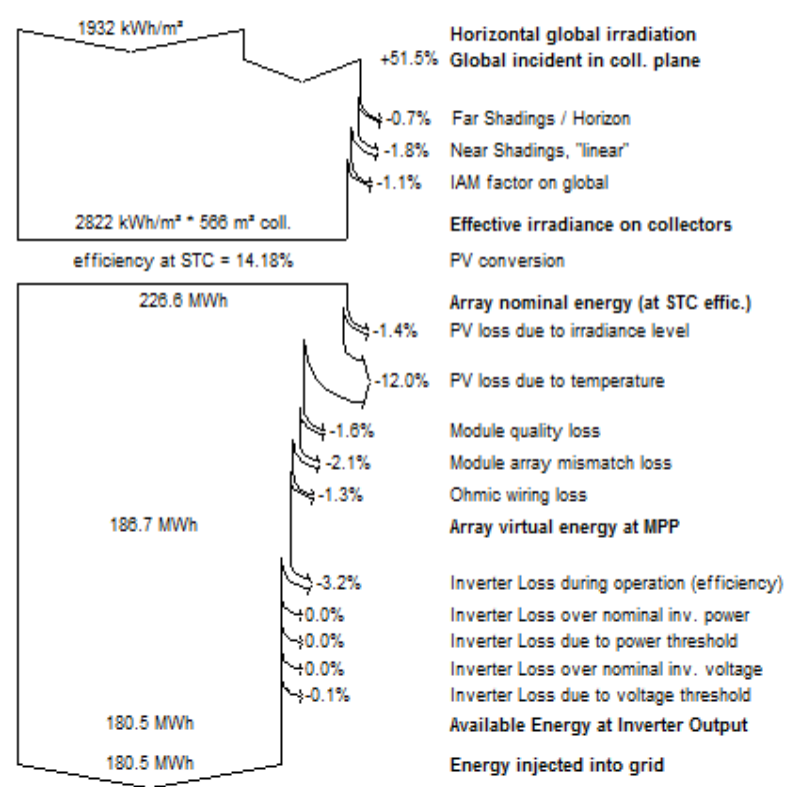 1932 kWh/m² Horizontal global irradiation
+51.5% Global incident in coll. plane
-0.7% Far Shadings / Horizon
-1.8% Near Shadings, "linear"
-1.1% IAM factor on global
2822 kWh/m² * 566 m² coll. Effective irradiance on collectors
efficiency at STC = 14.18% PV conversion
226.6 MWh Array nominal energy (at STC effic.)
-1.4% PV loss due to irradiance level
-12.0% PV loss due to temperature
-1.6% Module quality loss
-2.1% Module array mismatch loss
-1.3% Ohmic wiring loss
186.7 MWh Array virtual energy at MPP
-3.2% Inverter Loss during operation (efficiency)
0.0% Inverter Loss over nominal inv. power
0.0% Inverter Loss due to power threshold
0.0% Inverter Loss over nominal inv. voltage
-0.1% Inverter Loss due to voltage threshold
180.5 MWh Available Energy at Inverter Output
180.5 MWh Energy injected into grid